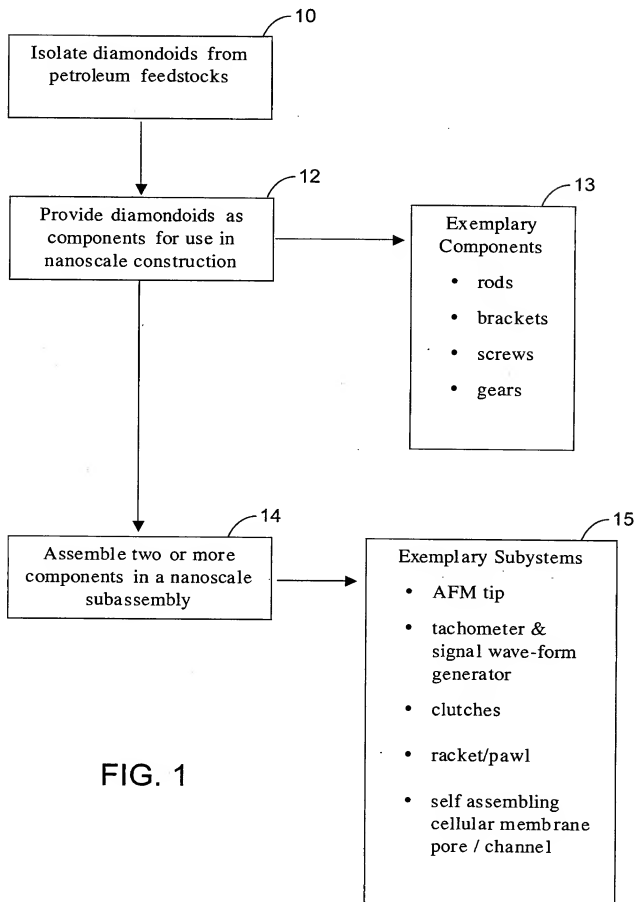 10
Isolate diamondoids from
petroleum feedstocks
12
Provide diamondoids as
components for use in
nanoscale construction
13
Exemplary
Components
• rods
• brackets
• screws
• gears
14
Assemble two or more
components in a nanoscale
subassembly
15
Exemplary Subystems
• AFM tip
• tachometer &
signal wave-form
generator
• clutches
• racket/pawl
• self assembling
cellular membrane
pore / channel
FIG. 1